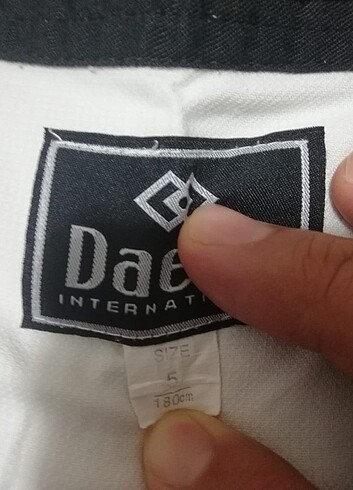 Dae
INTERNATI
SIZE
5
180cm